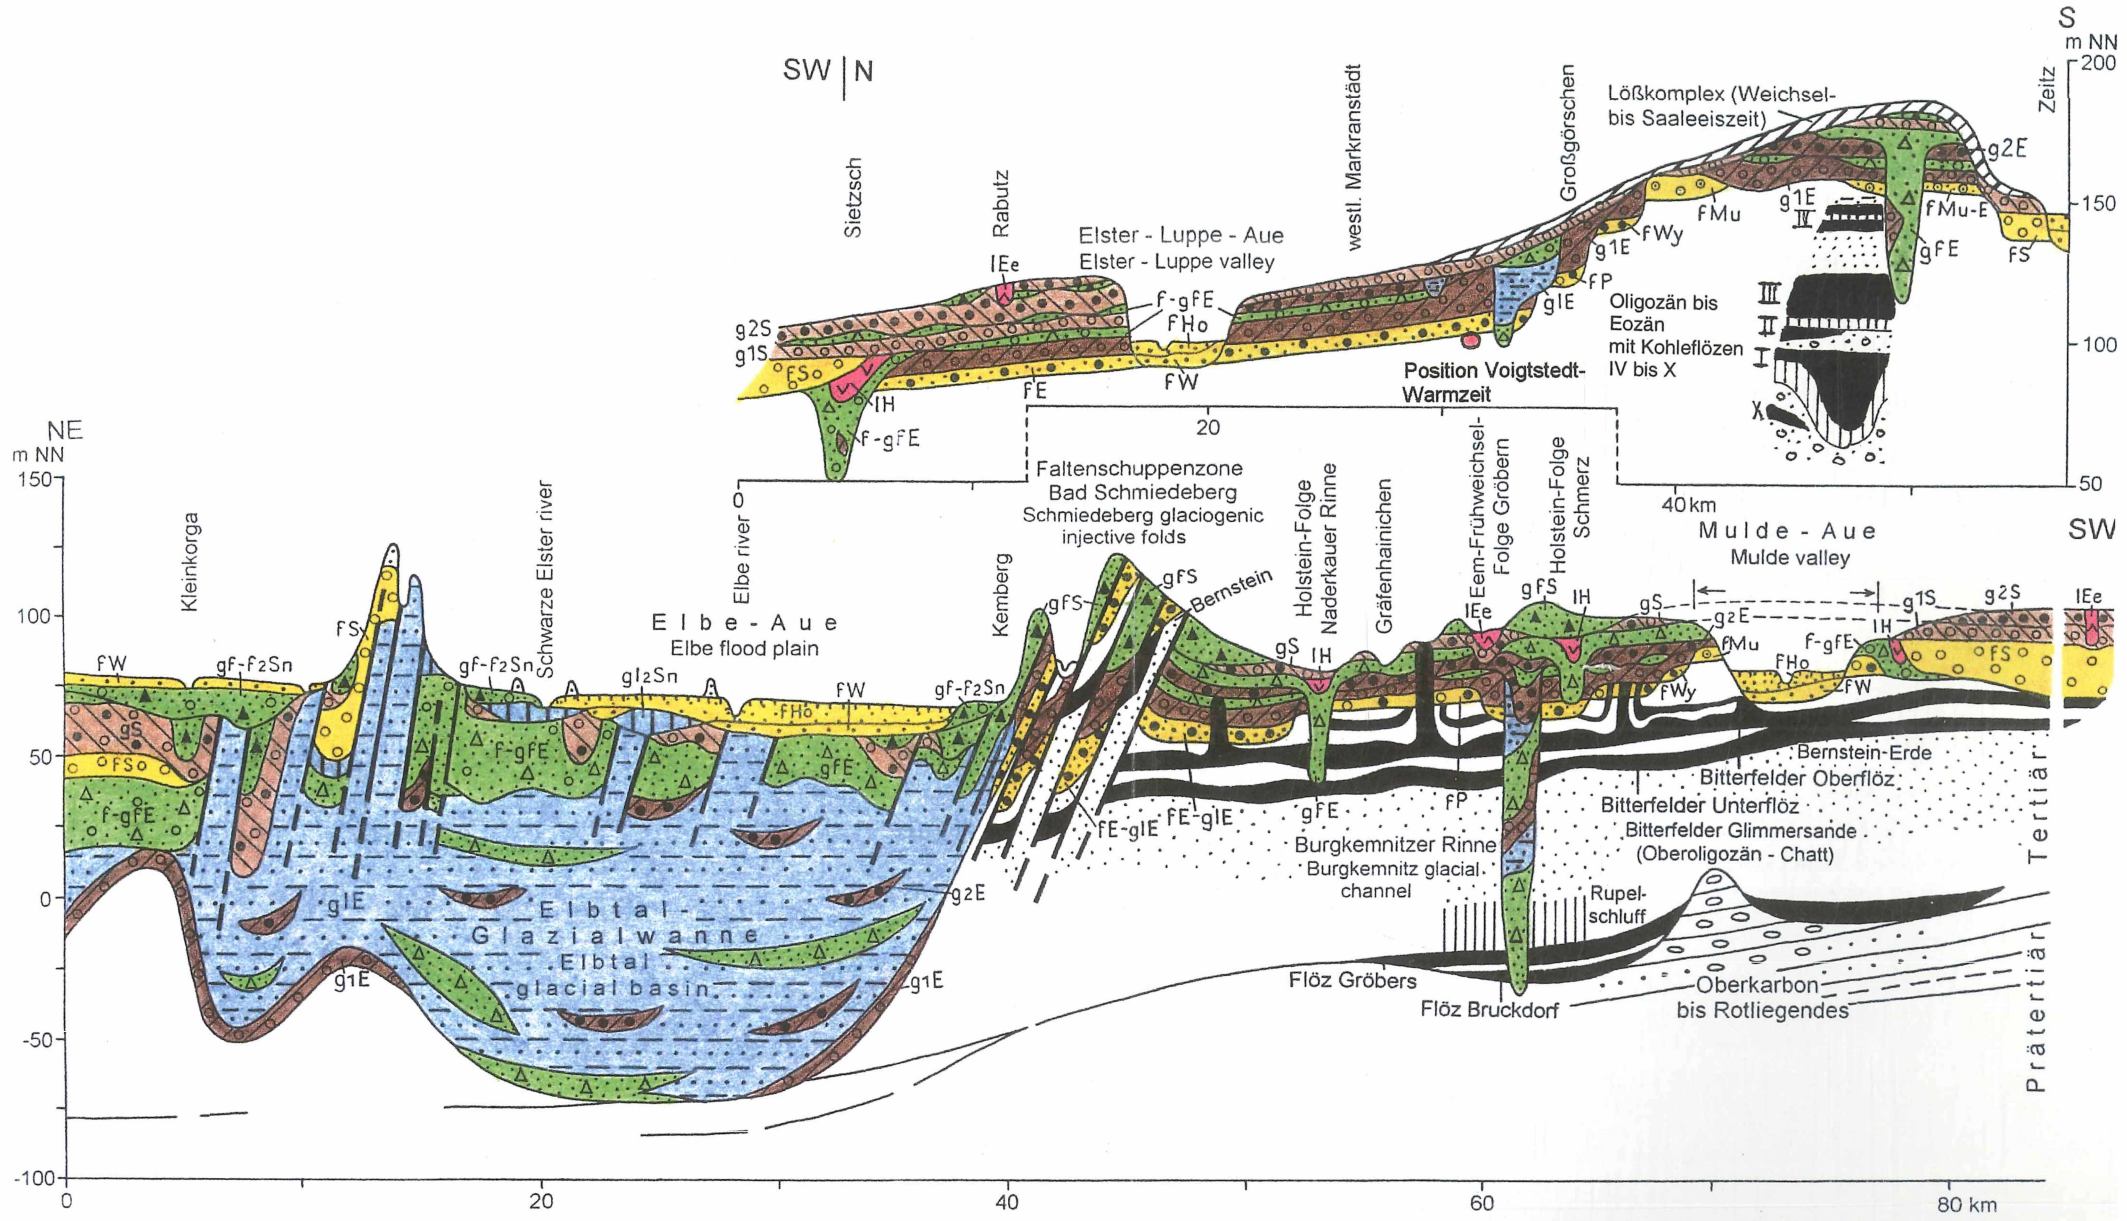 S
m NN
200
SW | N
Zeitz
Lößkomplex (Weichsel-
bis Saaleeiszeit)
Großgörschen
westl. Markranstädt
Sietzsch
Rabutz
g2E
150
g1E
IV
fMu
fMu-E
fWy
g1E
fS
gfE
Elster - Luppe - Aue
Elster - Luppe valley
lEe
fP
glE
f-gfE
fHo
III
II
I
X
Oligozän bis
Eozän
mit Kohleflözen
IV bis X
g2S
g1S
fS
100
fW
fE
lH
f-gfE
Position Voigtstedt-
Warmzeit
0
20
40 km
50
NE
m NN
150
100
50
0
-50
-100
Kleinkorga
Schwarze Elster river
Elbe river
Elbe-Aue
Elbe flood plain
Kemberg
Faltenschuppenzone
Bad Schmiedeberg
Schmiedeberg glaciogenic
injective folds
Holstein-Folge
Naderkauer Rinne
Gräfenhainichen
Eem-Frühweichsel-
Folge Gröbern
Holstein-Folge
Schmerz
Mulde-Aue
Mulde valley
SW
gfS
gfS
Bernstein
gS
lH
lEe
gfS
lH
gS
g2E
fMu
fHo
fW
f-gfE
lH
g1S
g2S
fS
lEe
fWy
fW
gf-f2Sn
fS
gf-f2Sn
gl2Sn
fHo
fW
gf-f2Sn
gS
fS
f-gfE
f-gfE
gfE
glE
g1E
g2E
g1E
Elbtal-
Glazialwanne
Elbtal
glacial basin
fE-glE
fE-glE
gfE
fP
Bernstein-Erde
Bitterfelder Oberflöz
Bitterfelder Unterflöz
Bitterfelder Glimmersande
(Oberoligozän - Chatt)
Burgkemnitzer Rinne
Burgkemnitz glacial
channel
Rupel-
schluff
Flöz Gröbers
Flöz Bruckdorf
Oberkarbon
bis Rotliegendes
Tertiär
Prätertiär
0
20
40
60
80 km